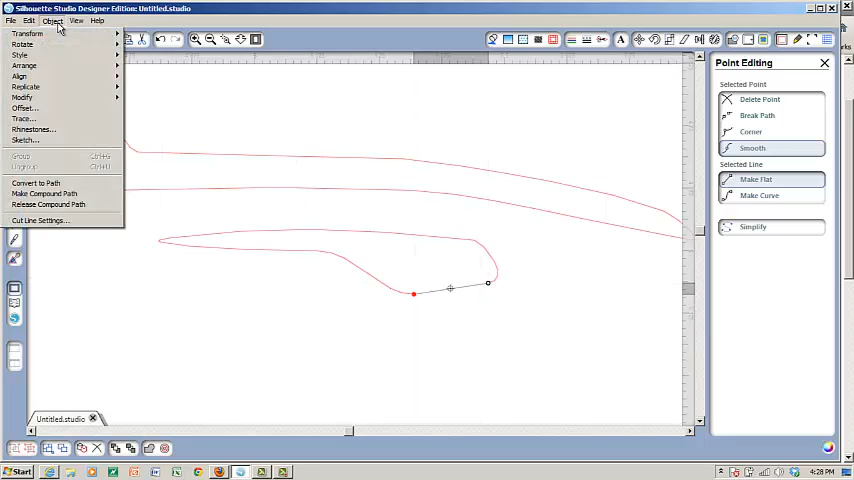 Silhouette Studio Designer Edition: Untitled.studio
File Edit Object View Help
Transform
Rotate
Style
Arrange
Align
Replicate
Modify
Offset...
Trace...
Rhinestones...
Sketch...
Group Ctrl+G
Ungroup Ctrl+U
Convert to Path
Make Compound Path
Release Compound Path
Cut Line Settings...
Point Editing
Selected Point
Delete Point
Break Path
Corner
Smooth
Selected Line
Make Flat
Make Curve
Simplify
Untitled.studio
Start
4:28 PM